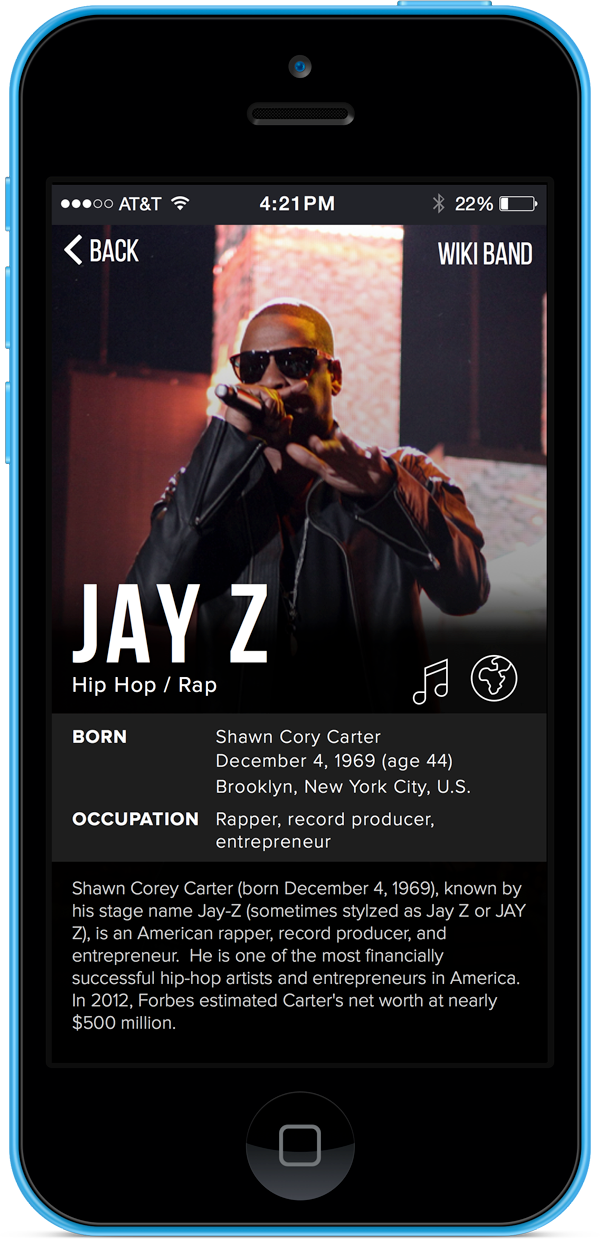 AT&T 4:21PM 22%
BACK WIKI BAND
JAY Z
Hip Hop / Rap
BORN Shawn Cory Carter
December 4, 1969 (age 44)
Brooklyn, New York City, U.S.
OCCUPATION Rapper, record producer,
entrepreneur
Shawn Corey Carter (born December 4, 1969), known by
his stage name Jay-Z (sometimes stylzed as Jay Z or JAY
Z), is an American rapper, record producer, and
entrepreneur.  He is one of the most financially
successful hip-hop artists and entrepreneurs in America.
In 2012, Forbes estimated Carter's net worth at nearly
$500 million.